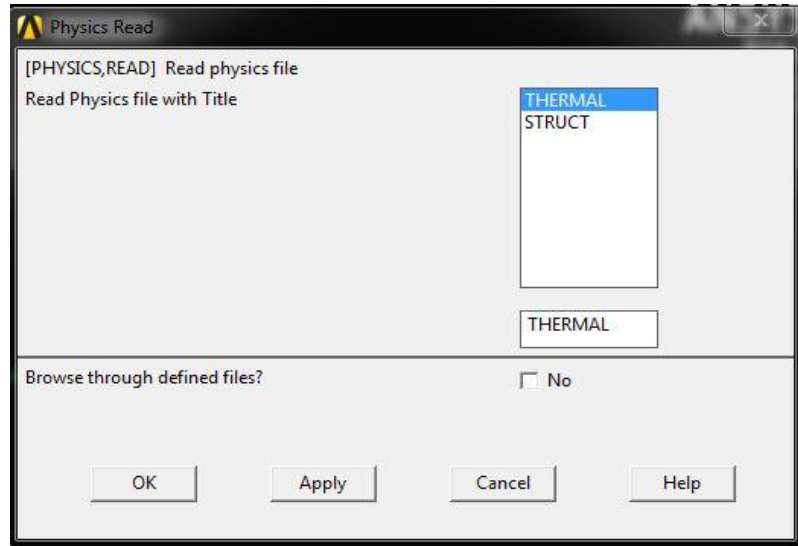 Physics Read
[PHYSICS,READ] Read physics file
Read Physics file with Title
THERMAL
STRUCT
THERMAL
Browse through defined files?
No
OK Apply Cancel Help